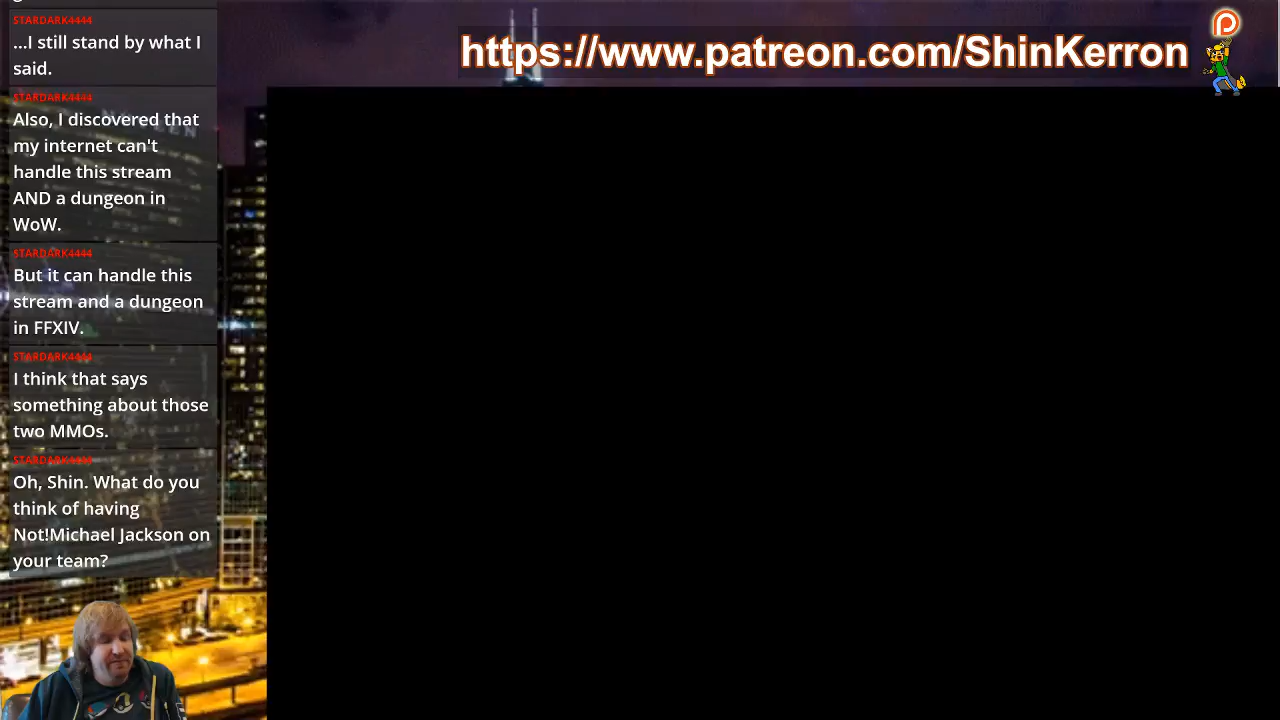 https://www.patreon.com/ShinKerron
STARDARK4444
...I still stand by what I
said.
STARDARK4444
Also, I discovered that
my internet can't
handle this stream
AND a dungeon in
WoW.
STARDARK4444
But it can handle this
stream and a dungeon
in FFXIV.
STARDARK4444
I think that says
something about those
two MMOs.
STARDARK4444
Oh, Shin. What do you
think of having
Not!Michael Jackson on
your team?